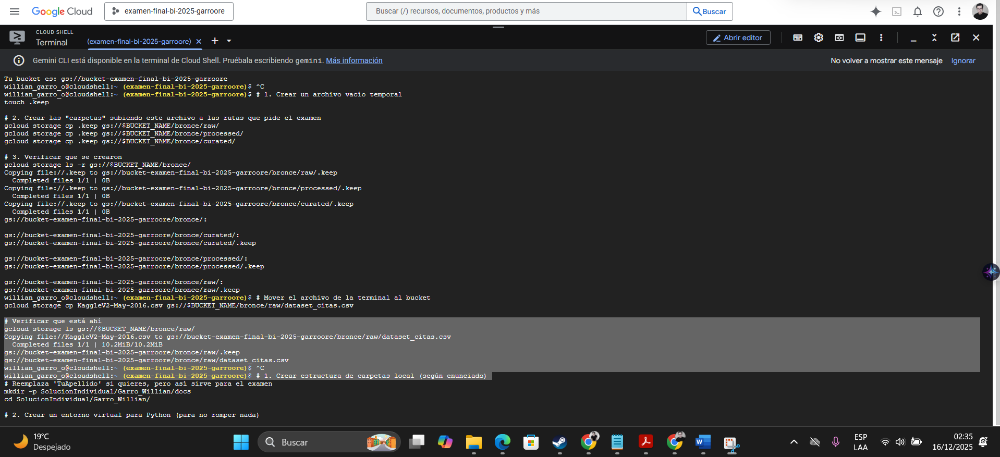 Google Cloud
examen-final-bi-2025-garroore
Buscar (/) recursos, documentos, productos y más
Buscar
CLOUD SHELL
Terminal
(examen-final-bi-2025-garroore)
Abrir editor
Gemini CLI está disponible en la terminal de Cloud Shell. Pruébala escribiendo gemini. Más información
No volver a mostrar este mensaje
Ignorar
Tu bucket es: gs://bucket-examen-final-bi-2025-garroore
willian_garro_o@cloudshell:~ (examen-final-bi-2025-garroore)$ ^C
willian_garro_o@cloudshell:~ (examen-final-bi-2025-garroore)$ # 1. Crear un archivo vacío temporal
touch .keep
# 2. Crear las "carpetas" subiendo este archivo a las rutas que pide el examen
gcloud storage cp .keep gs://$BUCKET_NAME/bronce/raw/
gcloud storage cp .keep gs://$BUCKET_NAME/bronce/processed/
gcloud storage cp .keep gs://$BUCKET_NAME/bronce/curated/
# 3. Verificar que se crearon
gcloud storage ls -r gs://$BUCKET_NAME/bronce/
Copying file://.keep to gs://bucket-examen-final-bi-2025-garroore/bronce/raw/.keep
Completed files 1/1 | 0B
Copying file://.keep to gs://bucket-examen-final-bi-2025-garroore/bronce/processed/.keep
Completed files 1/1 | 0B
Copying file://.keep to gs://bucket-examen-final-bi-2025-garroore/bronce/curated/.keep
Completed files 1/1 | 0B
gs://bucket-examen-final-bi-2025-garroore/bronce/:
gs://bucket-examen-final-bi-2025-garroore/bronce/curated/:
gs://bucket-examen-final-bi-2025-garroore/bronce/curated/.keep
gs://bucket-examen-final-bi-2025-garroore/bronce/processed/:
gs://bucket-examen-final-bi-2025-garroore/bronce/processed/.keep
gs://bucket-examen-final-bi-2025-garroore/bronce/raw/:
gs://bucket-examen-final-bi-2025-garroore/bronce/raw/.keep
willian_garro_o@cloudshell:~ (examen-final-bi-2025-garroore)$ # Mover el archivo de la terminal al bucket
gcloud storage cp KaggleV2-May-2016.csv gs://$BUCKET_NAME/bronce/raw/dataset_citas.csv
# Verificar que está ahí
gcloud storage ls gs://$BUCKET_NAME/bronce/raw/
Copying file://KaggleV2-May-2016.csv to gs://bucket-examen-final-bi-2025-garroore/bronce/raw/dataset_citas.csv
Completed files 1/1 | 10.2MiB/10.2MiB
gs://bucket-examen-final-bi-2025-garroore/bronce/raw/.keep
gs://bucket-examen-final-bi-2025-garroore/bronce/raw/dataset_citas.csv
willian_garro_o@cloudshell:~ (examen-final-bi-2025-garroore)$ ^C
willian_garro_o@cloudshell:~ (examen-final-bi-2025-garroore)$ # 1. Crear estructura de carpetas local (según enunciado)
# Reemplaza 'TuApellido' si quieres, pero así sirve para el examen
mkdir -p SolucionIndividual/Garro_Willian/docs
cd SolucionIndividual/Garro_Willian/
# 2. Crear un entorno virtual para Python (para no romper nada)
19°C
Despejado
Buscar
ESP
LAA
02:35
16/12/2025